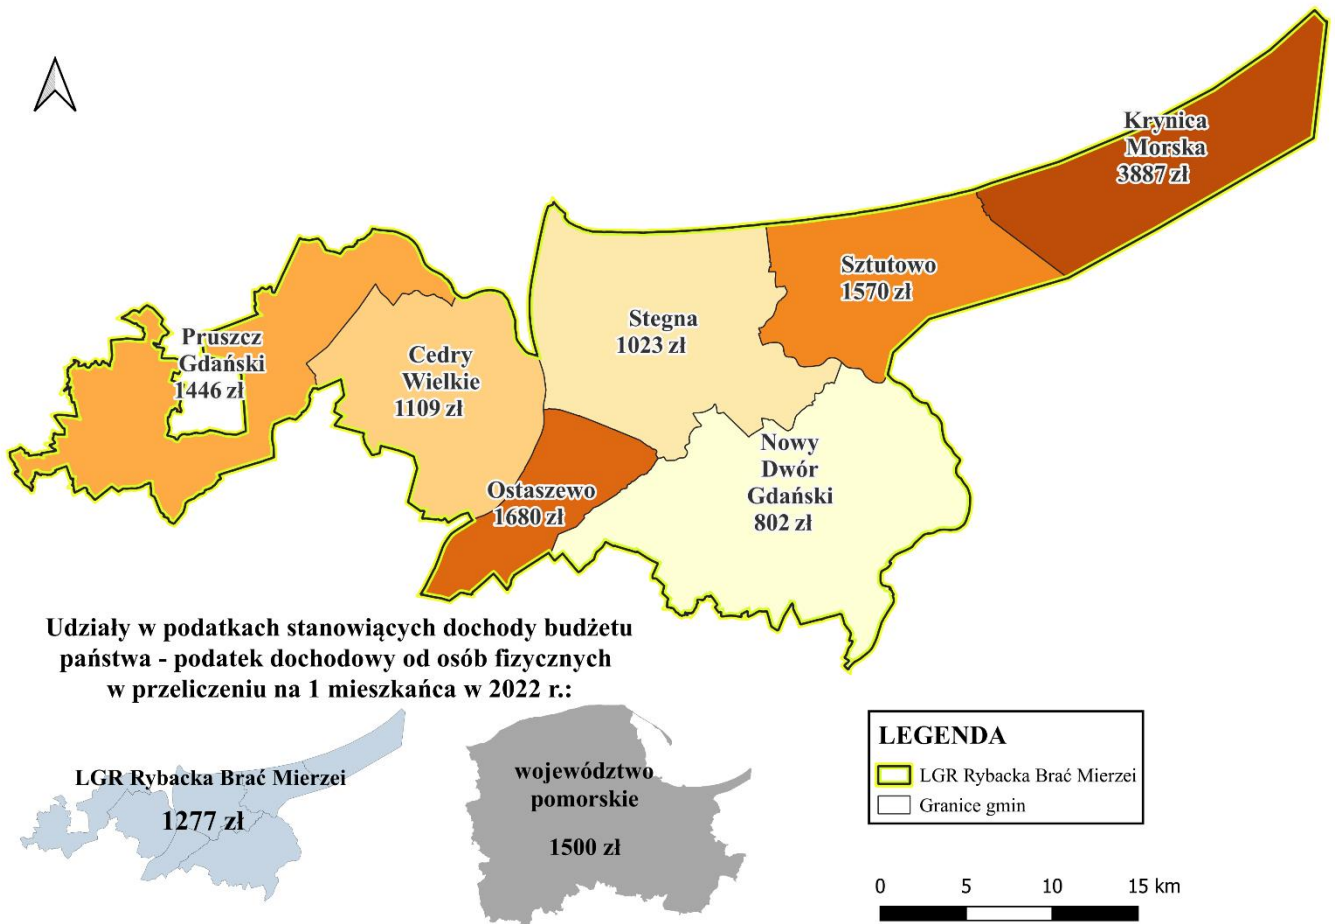 Krynica
Morska
3887 zł
Sztutowo
1570 zł
Stegna
1023 zł
Pruszcz
Gdański
1446 zł
Cedry
Wielkie
1109 zł
Nowy
Dwór
Gdański
802 zł
Ostaszewo
1680 zł
Udziały w podatkach stanowiących dochody budżetu
państwa - podatek dochodowy od osób fizycznych
w przeliczeniu na 1 mieszkańca w 2022 r.:
LGR Rybacka Brać Mierzei
1277 zł
województwo
pomorskie
1500 zł
LEGENDA
LGR Rybacka Brać Mierzei
Granice gmin
0 5 10 15 km